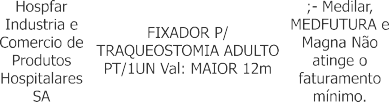 Hospfar
Industria e
Comercio de
Produtos
Hospitalares
SA
FIXADOR P/
TRAQUEOSTOMIA ADULTO
PT/1UN Val: MAIOR 12m
;- Medilar,
MEDFUTURA e
Magna Não
atinge o
faturamento
mínimo.